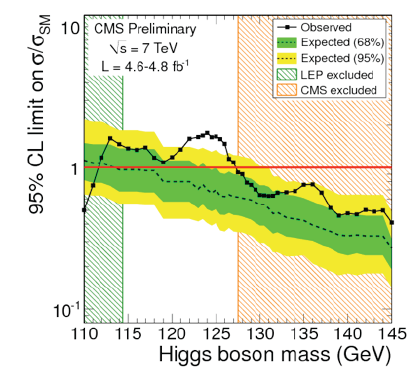 10
CMS Preliminary
√s = 7 TeV
L = 4.6-4.8 fb⁻¹
Observed
Expected (68%)
Expected (95%)
LEP excluded
CMS excluded
95% CL limit on σ/σSM
1
10⁻¹
110 115 120 125 130 135 140 145
Higgs boson mass (GeV)